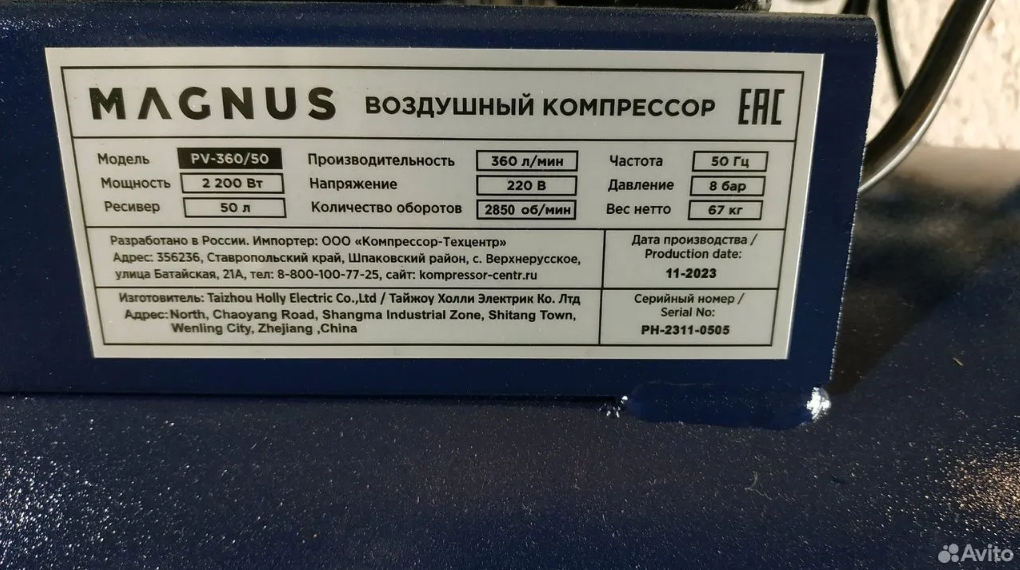 MAGNUS ВОЗДУШНЫЙ КОМПРЕССОР EAC
Модель PV-360/50 Производительность 360 л/мин Частота 50 Гц
Мощность 2 200 Вт Напряжение 220 В Давление 8 бар
Ресивер 50 л Количество оборотов 2850 об/мин Вес нетто 67 кг
Разработано в России. Импортер: ООО «Компрессор-Техцентр»
Адрес: 356236, Ставропольский край, Шпаковский район, с. Верхнерусское,
улица Батайская, 21А, тел: 8-800-100-77-25, сайт: kompressor-centr.ru
Дата производства /
Production date:
11-2023
Изготовитель: Taizhou Holly Electric Co.,Ltd / Тайжоу Холли Электрик Ко. Лтд
Адрес: North, Chaoyang Road, Shangma Industrial Zone, Shitang Town,
Wenling City, Zhejiang ,China
Серийный номер /
Serial No:
PH-2311-0505
Avito